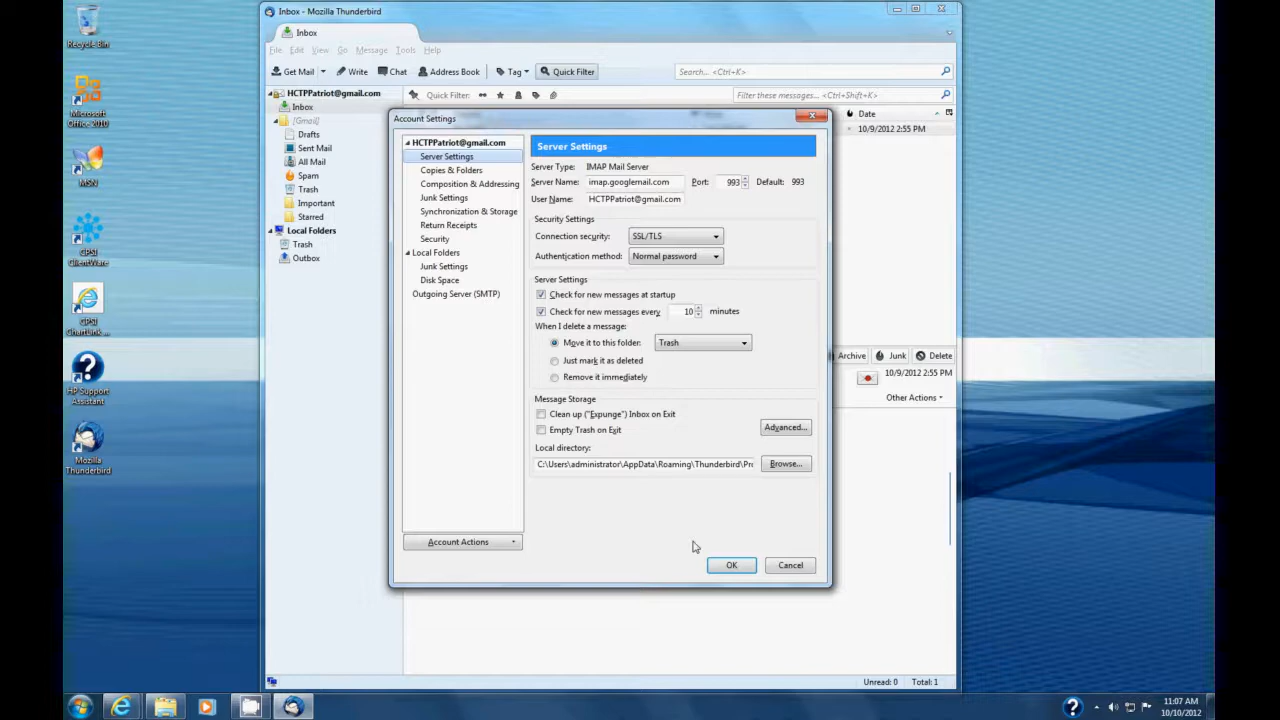 Recycle Bin
Microsoft
Office 2010
MSN
CPSI
ClientWare
CPSI
ChartLink ...
HP Support
Assistant
Mozilla
Thunderbird
Inbox - Mozilla Thunderbird
Inbox
File Edit View Go Message Tools Help
Get Mail Write Chat Address Book Tag Quick Filter Search... <Ctrl+K>
HCTPPatriot@gmail.com
Quick Filter: Filter these messages... <Ctrl+Shift+K>
Inbox
[Gmail]
Drafts
Sent Mail
All Mail
Spam
Trash
Important
Starred
Local Folders
Trash
Outbox
Date
10/9/2012 2:55 PM
Archive Junk Delete
10/9/2012 2:55 PM
Other Actions
Account Settings
HCTPPatriot@gmail.com
Server Settings
Copies & Folders
Composition & Addressing
Junk Settings
Synchronization & Storage
Return Receipts
Security
Local Folders
Junk Settings
Disk Space
Outgoing Server (SMTP)
Account Actions
Server Settings
Server Type: IMAP Mail Server
Server Name: imap.googlemail.com Port: 993 Default: 993
User Name: HCTPPatriot@gmail.com
Security Settings
Connection security: SSL/TLS
Authentication method: Normal password
Server Settings
Check for new messages at startup
Check for new messages every 10 minutes
When I delete a message:
Move it to this folder: Trash
Just mark it as deleted
Remove it immediately
Message Storage
Clean up ("Expunge") Inbox on Exit
Empty Trash on Exit
Advanced...
Local directory:
C:\Users\administrator\AppData\Roaming\Thunderbird\Pro Browse...
OK Cancel
Unread: 0 Total: 1
11:07 AM
10/10/2012